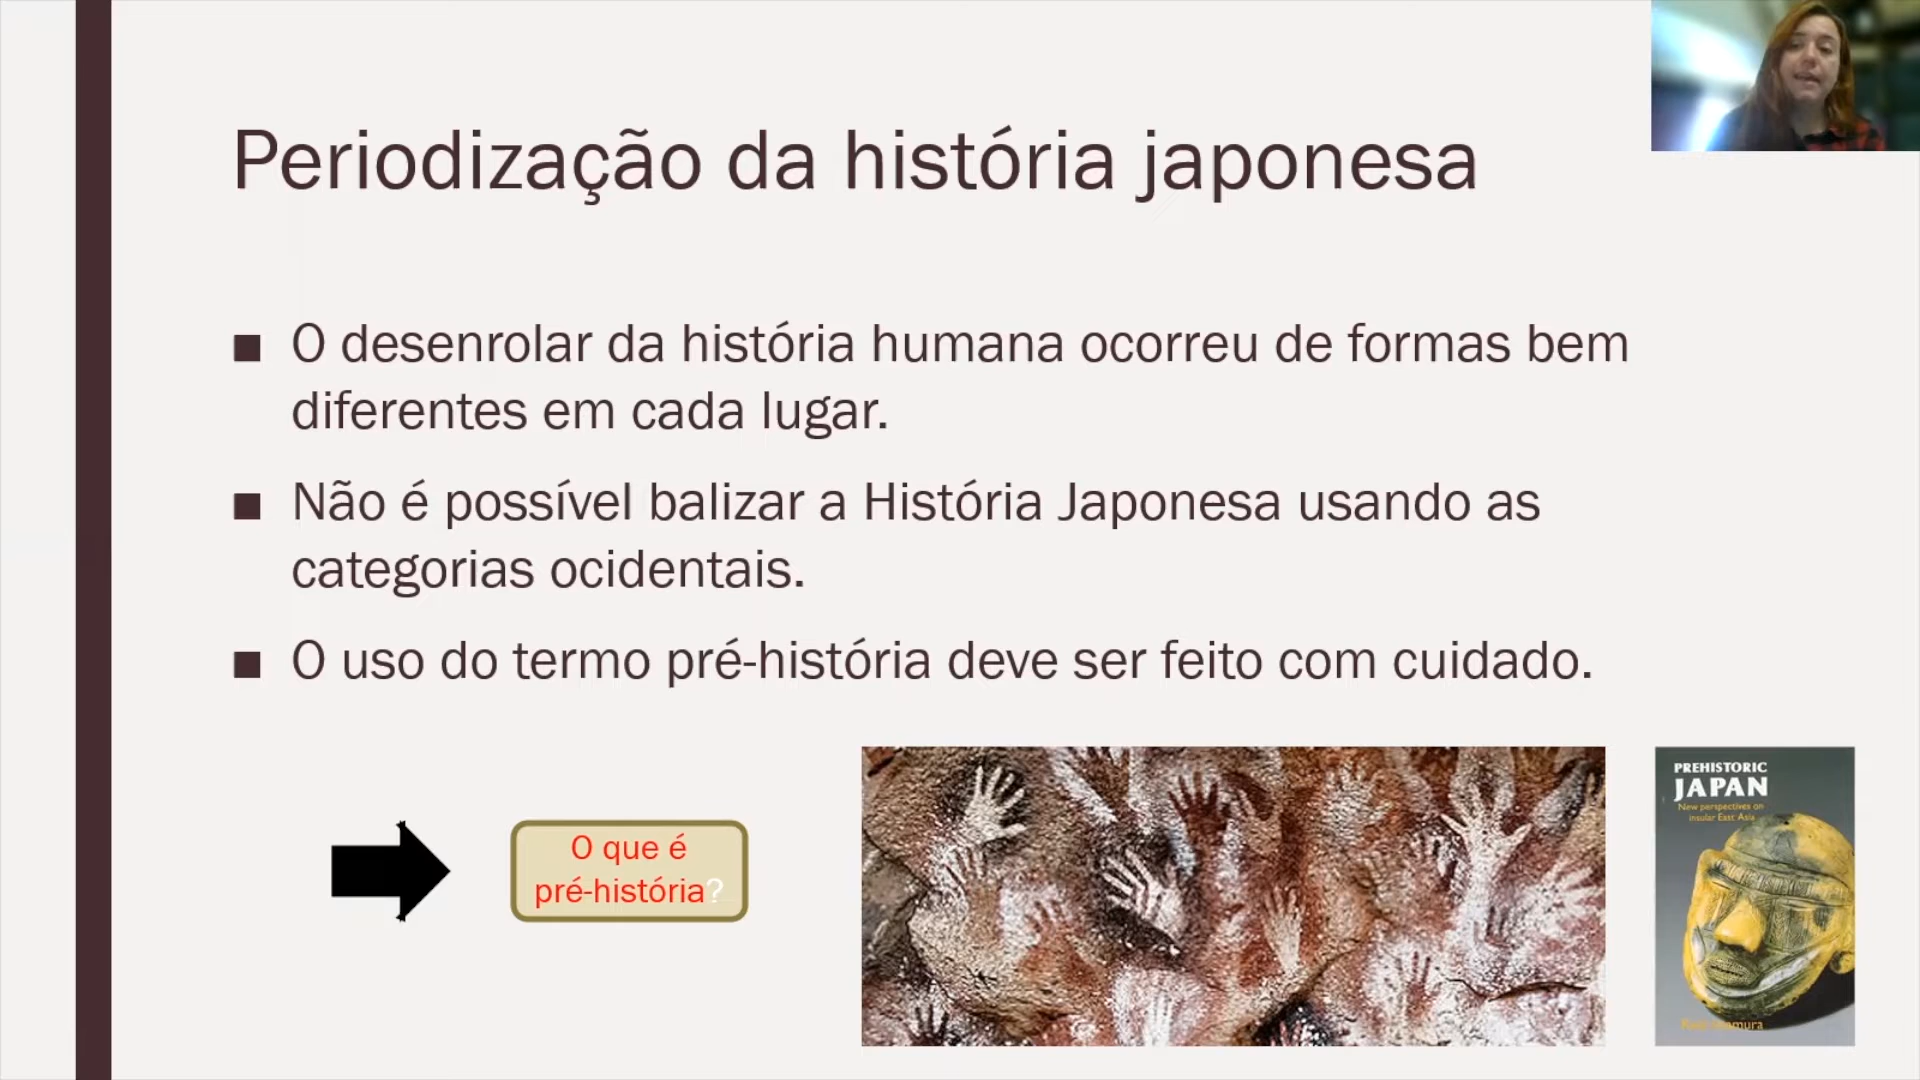 Periodização da história japonesa
■ O desenrolar da história humana ocorreu de formas bem
diferentes em cada lugar.
■ Não é possível balizar a História Japonesa usando as
categorias ocidentais.
■ O uso do termo pré-história deve ser feito com cuidado.
O que é
pré-história?
PREHISTORIC
JAPAN
New perspectives on
insular East Asia